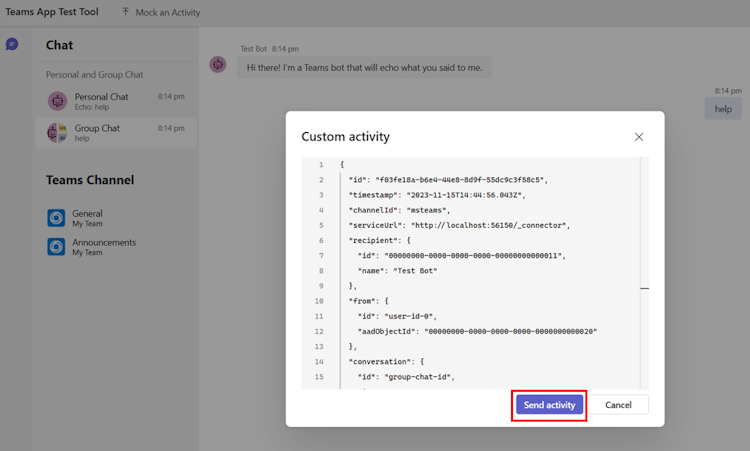 Teams App Test Tool
Mock an Activity
Chat
Personal and Group Chat
Personal Chat 8:14 pm
Echo: help
Group Chat 8:14 pm
help
Teams Channel
General
My Team
Announcements
My Team
Test Bot 8:14 pm
Hi there! I'm a Teams bot that will echo what you said to me.
8:14 pm
help
Custom activity
1 {
2 "id": "f03fe18a-b6e4-44e8-8d9f-55dc9c3f58c5",
3 "timestamp": "2023-11-15T14:44:56.043Z",
4 "channelId": "msteams",
5 "serviceUrl": "http://localhost:56150/_connector",
6 "recipient": {
7 "id": "00000000-0000-0000-0000-00000000000011",
8 "name": "Test Bot"
9 },
10 "from": {
11 "id": "user-id-0",
12 "aadObjectId": "00000000-0000-0000-0000-0000000000020"
13 },
14 "conversation": {
15 "id": "group-chat-id",
Send activity
Cancel